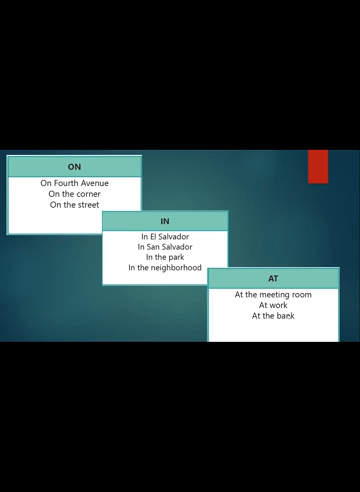 ON
On Fourth Avenue
On the corner
On the street
IN
In El Salvador
In San Salvador
In the park
In the neighborhood
AT
At the meeting room
At work
At the bank